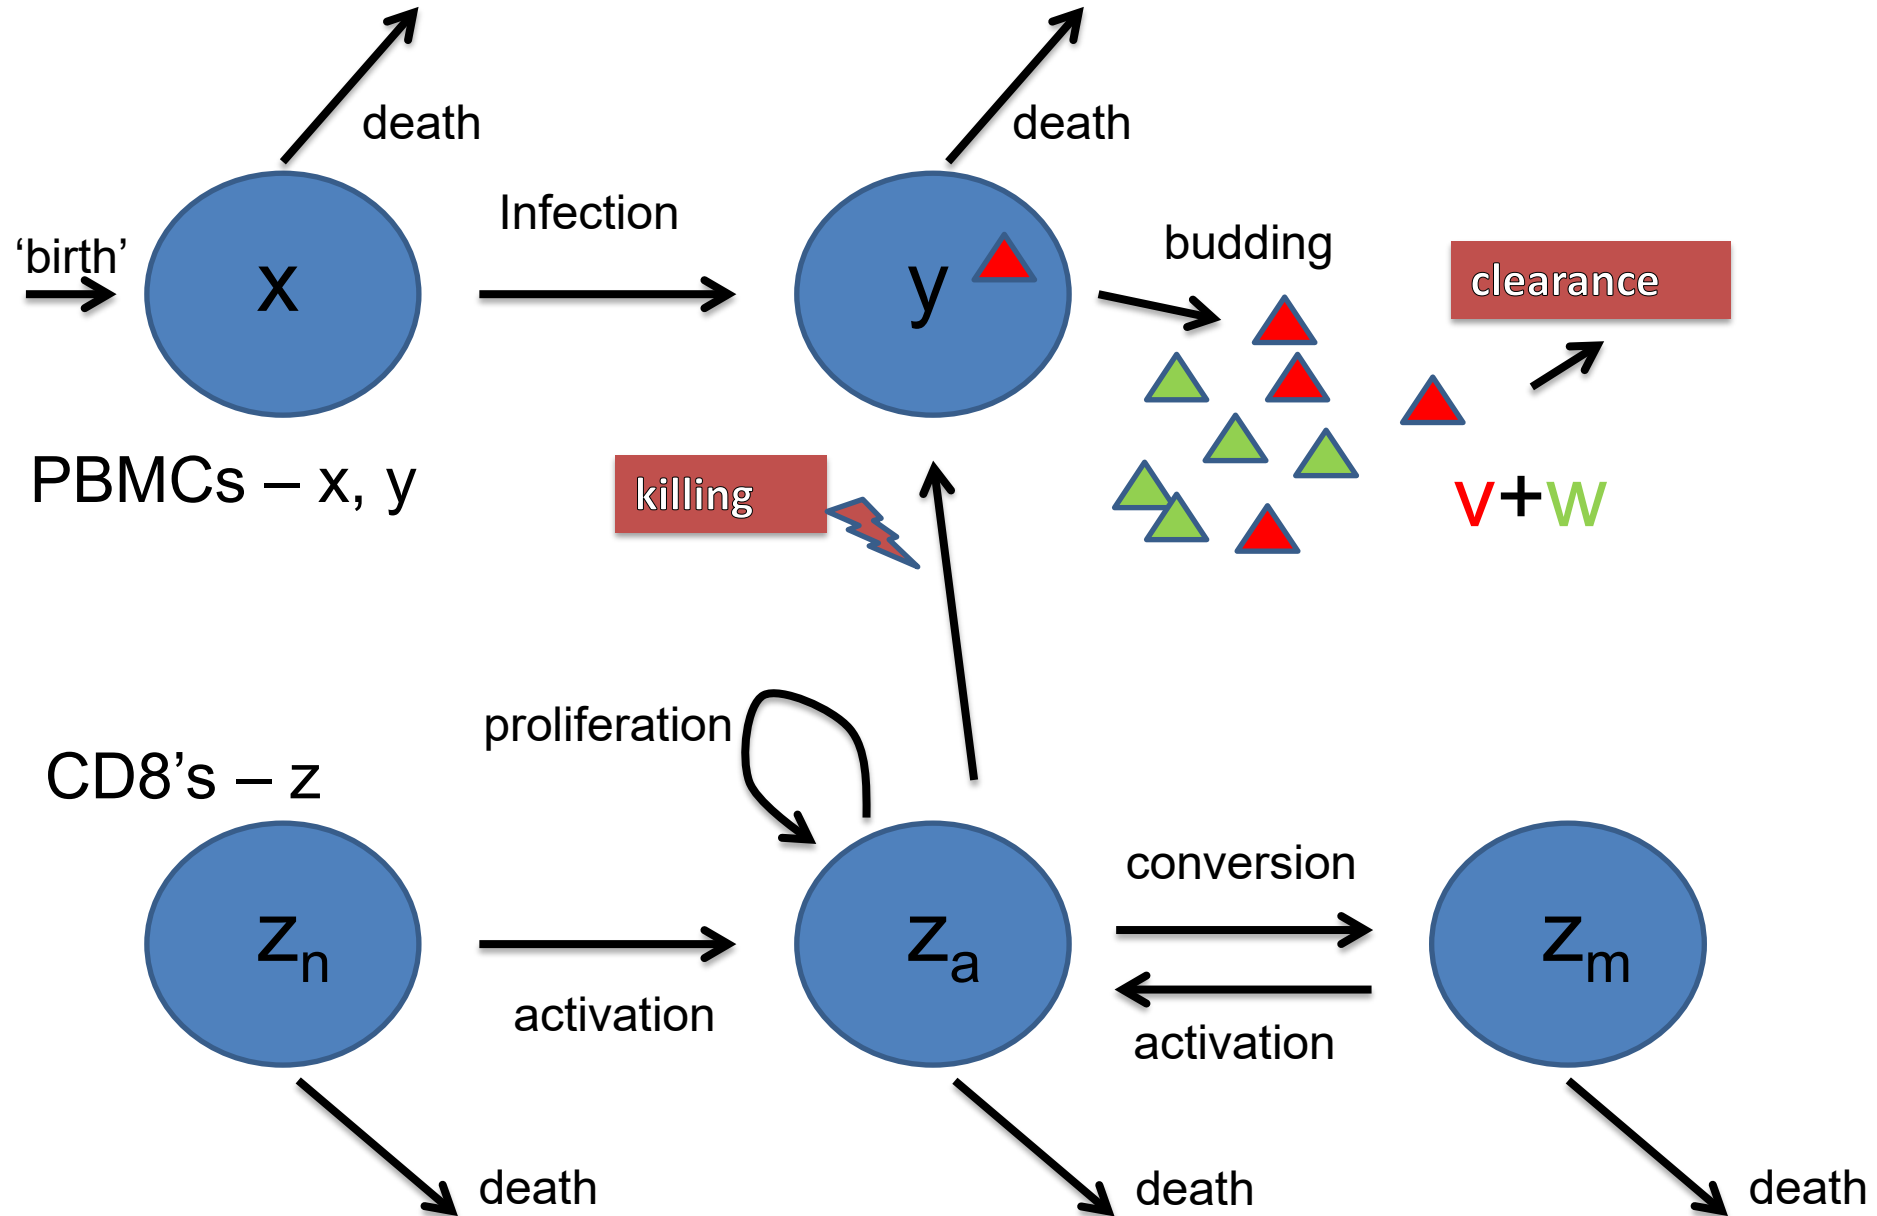 death
death
Infection
budding
'birth'
x
y
clearance
PBMCs – x, y
killing
v+w
proliferation
CD8's – z
conversion
zn
za
zm
activation
activation
death
death
death